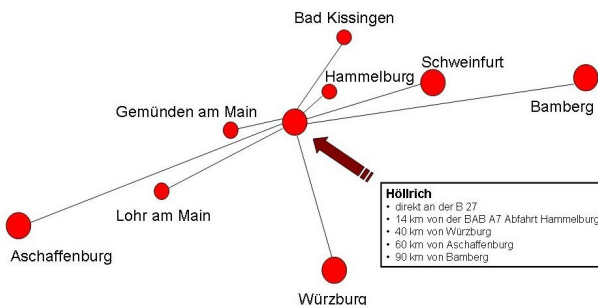 Bad Kissingen
Schweinfurt
Hammelburg
Bamberg
Gemünden am Main
Lohr am Main
Aschaffenburg
Würzburg
Höllrich
• direkt an der B 27
• 14 km von der BAB A7 Abfahrt Hammelburg
• 40 km von Würzburg
• 60 km von Aschaffenburg
• 90 km von Bamberg